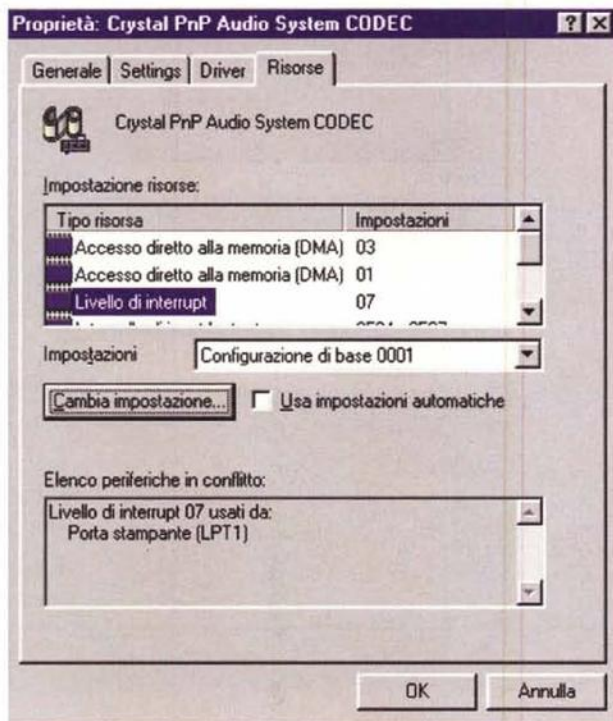 Proprietà: Crystal PnP Audio System CODEC
Generale Settings Driver Risorse
Crystal PnP Audio System CODEC
Impostazione risorse:
Tipo risorsa Impostazioni
Accesso diretto alla memoria (DMA) 03
Accesso diretto alla memoria (DMA) 01
Livello di interrupt 07
Impostazioni Configurazione di base 0001
Cambia impostazione... Usa impostazioni automatiche
Elenco periferiche in conflitto:
Livello di interrupt 07 usati da:
Porta stampante (LPT1)
OK Annulla